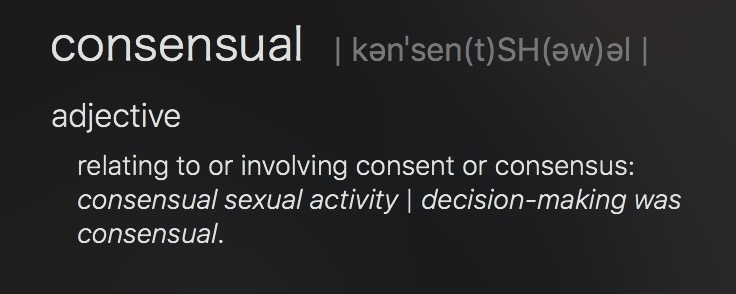 consensual | kənˈsen(t)SH(əw)əl |
adjective
relating to or involving consent or consensus:
consensual sexual activity | decision-making was
consensual.